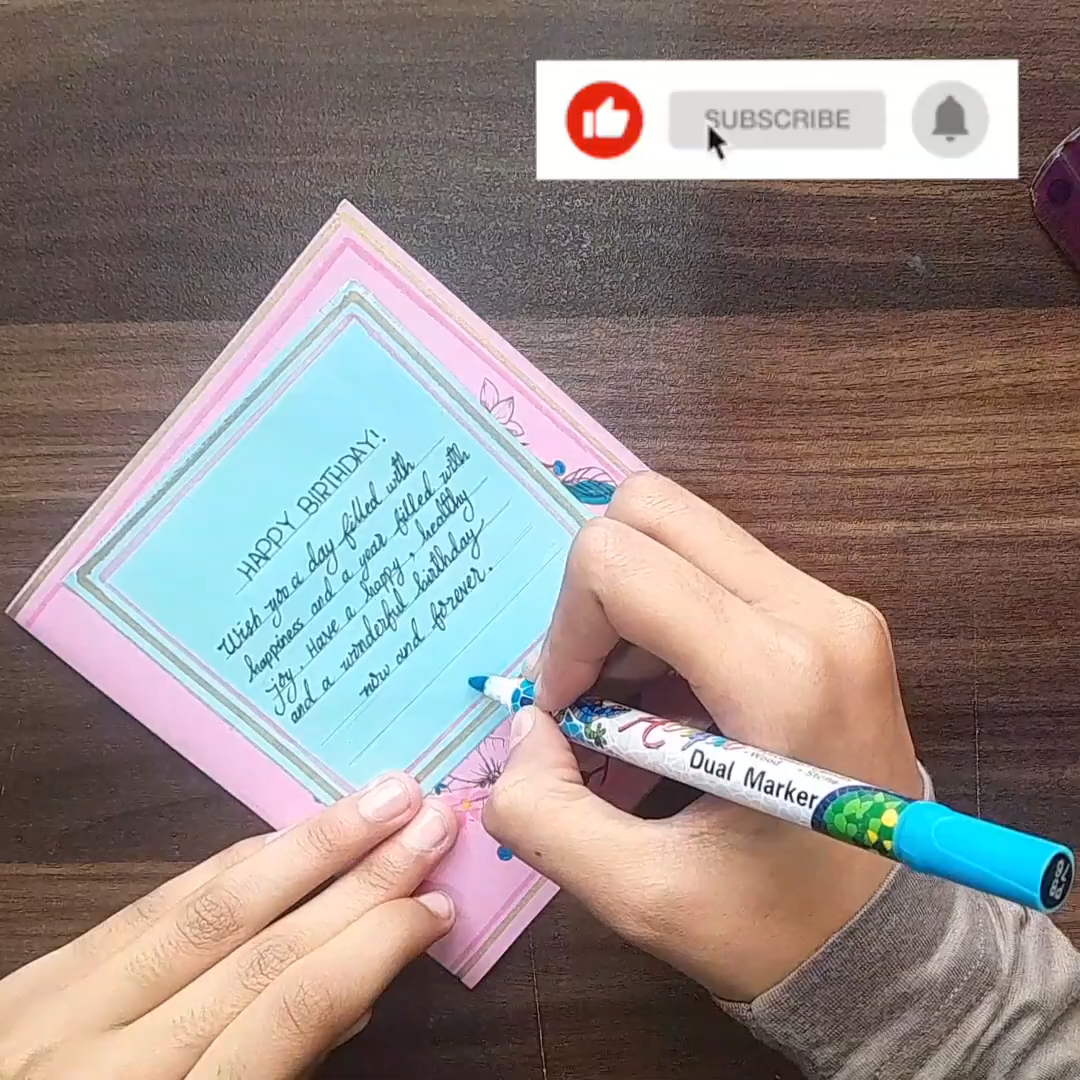 SUBSCRIBE
HAPPY BIRTHDAY!
Wish you a day filled with
happiness and a year filled with
joy. Have a happy, healthy
and a wonderful birthday
now and forever.
Dual Marker